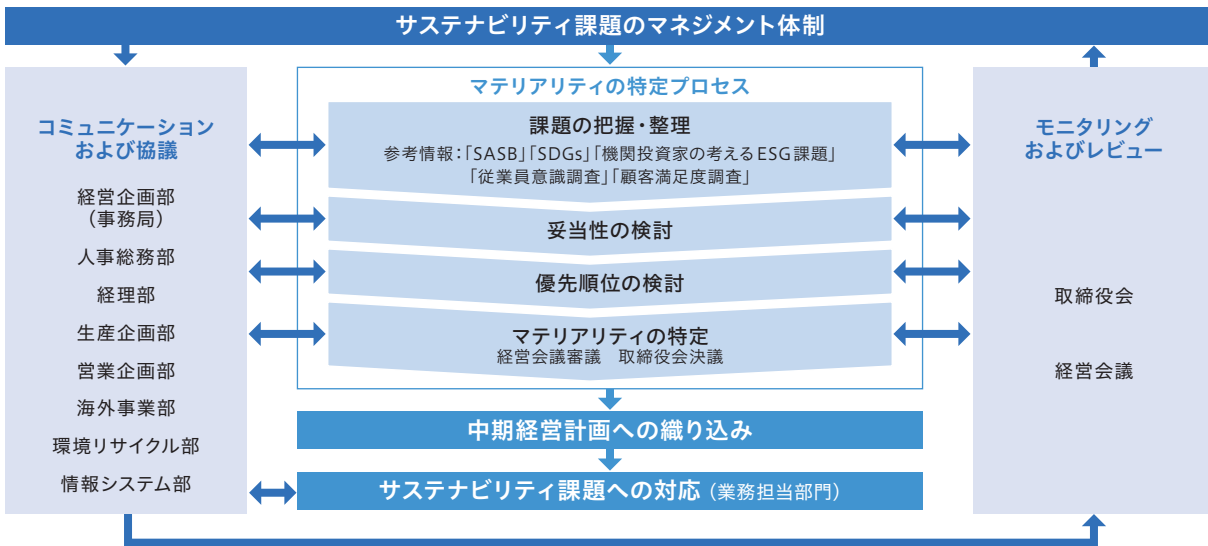 サステナビリティ課題のマネジメント体制
コミュニケーション
および協議
経営企画部
（事務局）
人事総務部
経理部
生産企画部
営業企画部
海外事業部
環境リサイクル部
情報システム部
マテリアリティの特定プロセス
課題の把握・整理
参考情報：「SASB」「SDGs」「機関投資家の考えるESG課題」
「従業員意識調査」「顧客満足度調査」
妥当性の検討
優先順位の検討
マテリアリティの特定
経営会議審議　取締役会決議
中期経営計画への織り込み
サステナビリティ課題への対応（業務担当部門）
モニタリング
およびレビュー
取締役会
経営会議